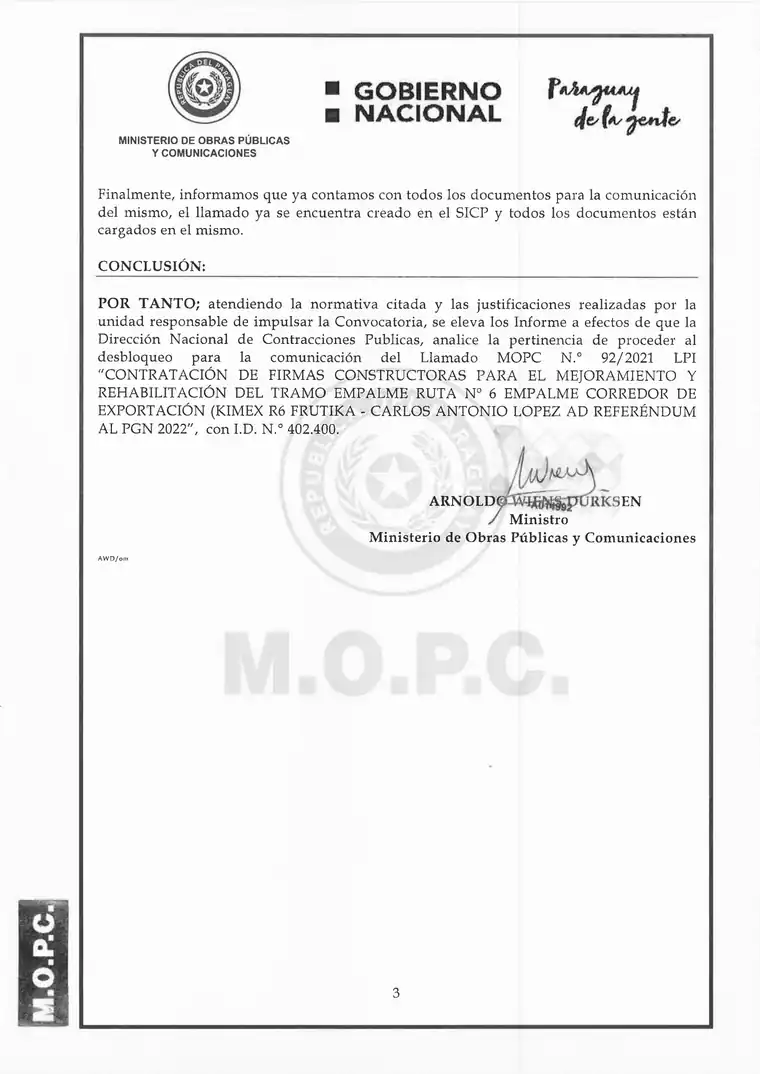 REPUBLICA DEL PARAGUAY
MINISTERIO DE OBRAS PÚBLICAS
Y COMUNICACIONES
GOBIERNO
NACIONAL
Paraguay
de la gente
Finalmente, informamos que ya contamos con todos los documentos para la comunicación
del mismo, el llamado ya se encuentra creado en el SICP y todos los documentos están
cargados en el mismo.
CONCLUSIÓN:
POR TANTO; atendiendo la normativa citada y las justificaciones realizadas por la
unidad responsable de impulsar la Convocatoria, se eleva los Informe a efectos de que la
Dirección Nacional de Contracciones Publicas, analice la pertinencia de proceder al
desbloqueo para la comunicación del Llamado MOPC N.° 92/2021 LPI
"CONTRATACIÓN DE FIRMAS CONSTRUCTORAS PARA EL MEJORAMIENTO Y
REHABILITACIÓN DEL TRAMO EMPALME RUTA Nº 6 EMPALME CORREDOR DE
EXPORTACIÓN (KIMEX R6 FRUTIKA - CARLOS ANTONIO LOPEZ AD REFERÉNDUM
AL PGN 2022", con I.D. N.° 402.400.
ARNOLDO WIENS DURKSEN
Ministro
Ministerio de Obras Públicas y Comunicaciones
AWD/om
M.O.P.C.
M.O.P.C.
3